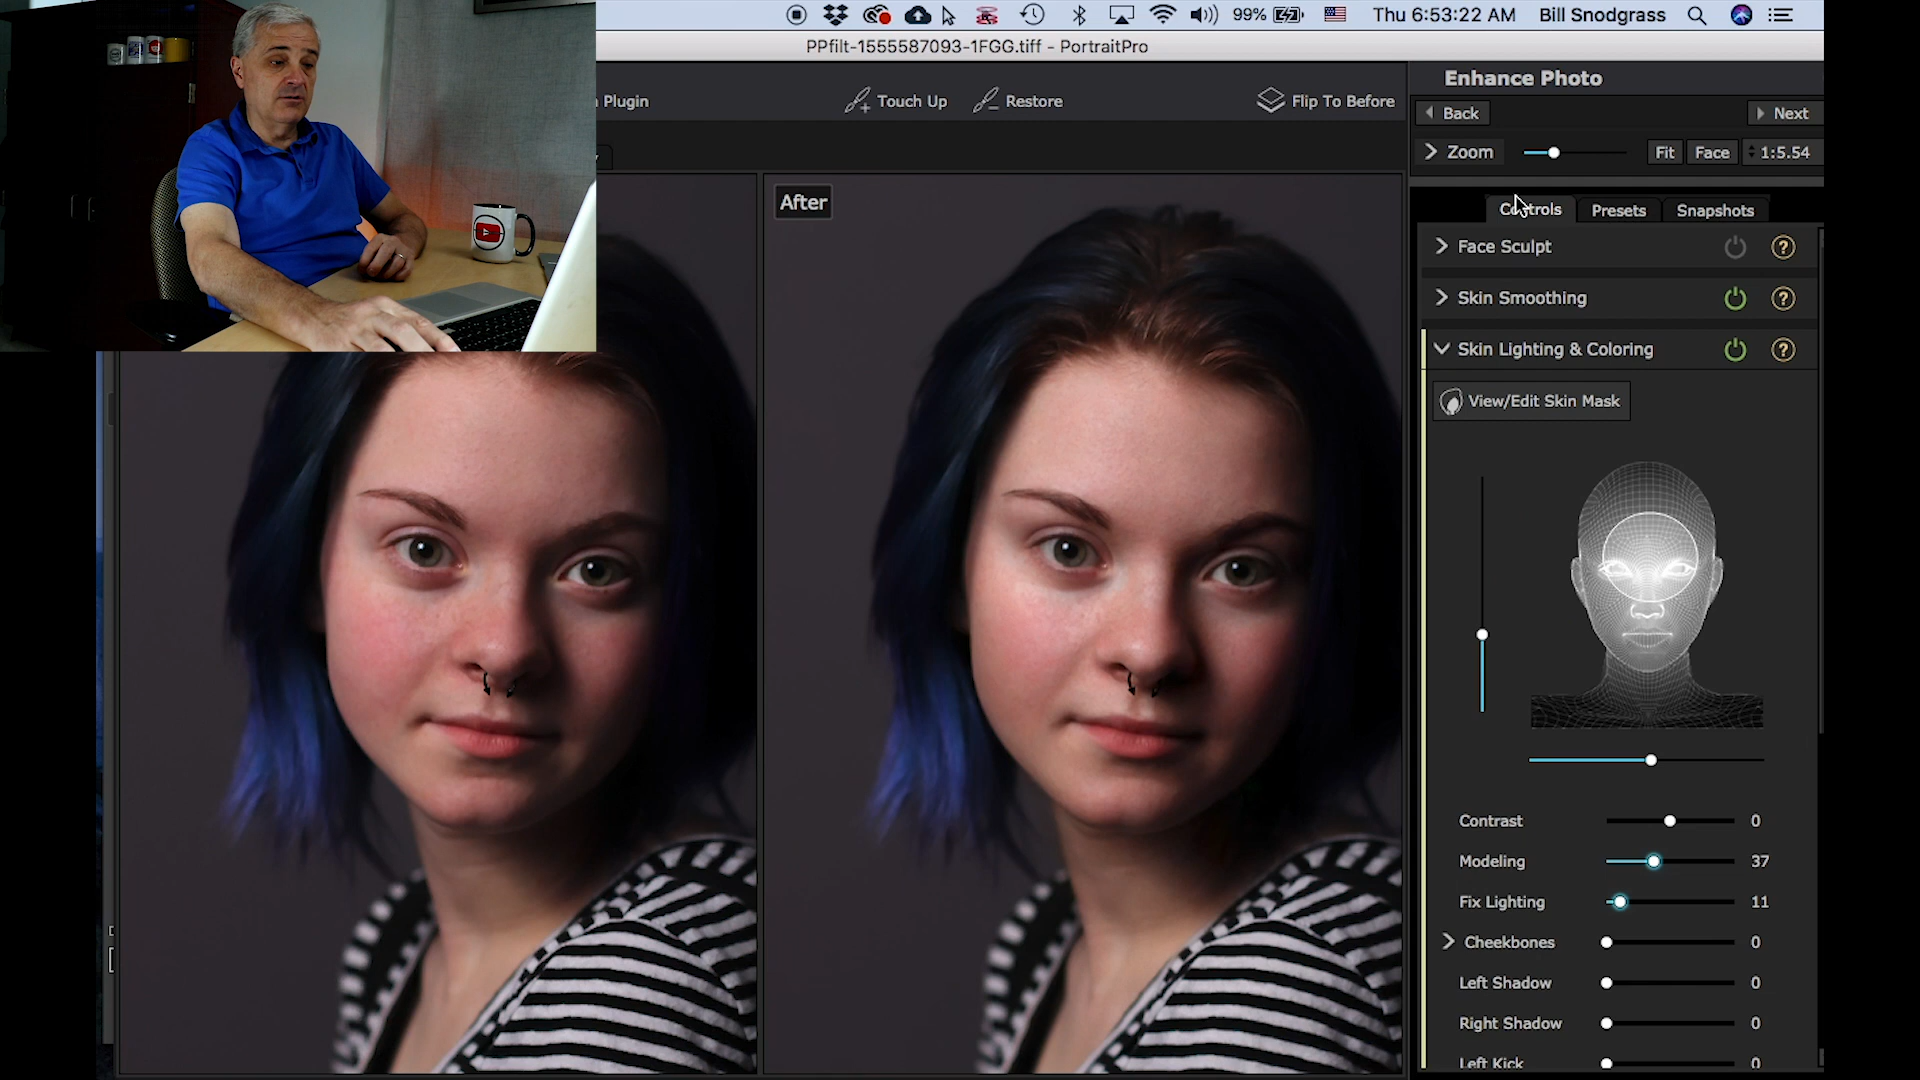 99%
Thu 6:53:22 AM
Bill Snodgrass
PPfilt-1555587093-1FGG.tiff - PortraitPro
Plugin
Touch Up
Restore
Flip To Before
After
Enhance Photo
Back
Next
Zoom
Fit
Face
1:5.54
Controls
Presets
Snapshots
Face Sculpt
?
Skin Smoothing
?
Skin Lighting & Coloring
?
View/Edit Skin Mask
Contrast 0
Modeling 37
Fix Lighting 11
Cheekbones 0
Left Shadow 0
Right Shadow 0
Left Kick 0